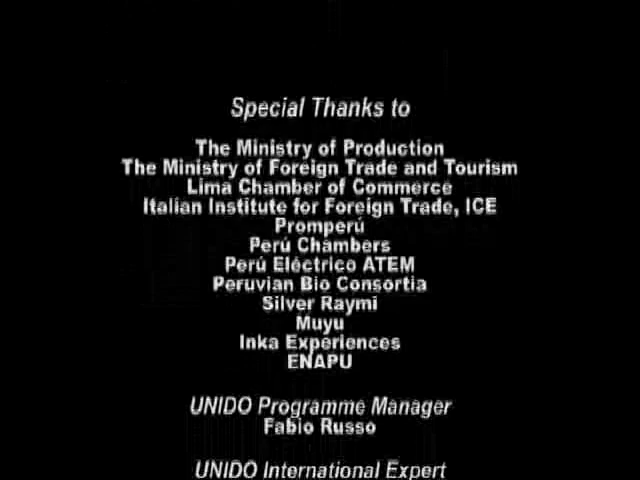 Special Thanks to
The Ministry of Production
The Ministry of Foreign Trade and Tourism
Lima Chamber of Commerce
Italian Institute for Foreign Trade, ICE
Promperú
Perú Chambers
Perú Eléctrico ATEM
Peruvian Bio Consortia
Silver Raymi
Muyu
Inka Experiences
ENAPU
UNIDO Programme Manager
Fabio Russo
UNIDO International Expert